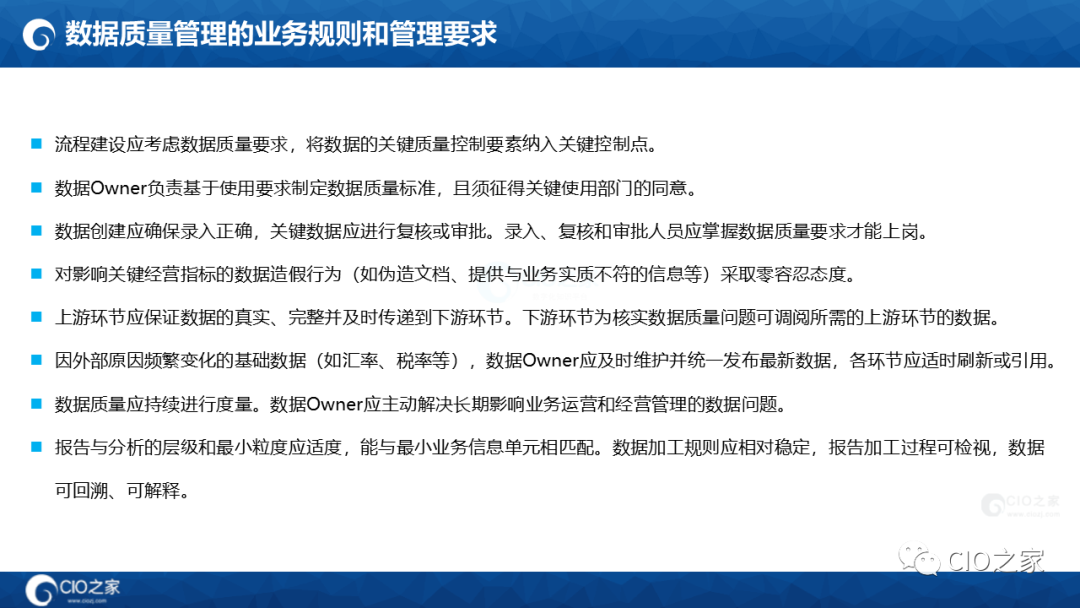 数据质量管理的业务规则和管理要求
流程建设应考虑数据质量要求，将数据的关键质量控制要素纳入关键控制点。
数据Owner负责基于使用要求制定数据质量标准，且须征得关键使用部门的同意。
数据创建应确保录入正确，关键数据应进行复核或审批。录入、复核和审批人员应掌握数据质量要求才能上岗。
对影响关键经营指标的数据造假行为（如伪造文档、提供与业务实质不符的信息等）采取零容忍态度。
上游环节应保证数据的真实、完整并及时传递到下游环节。下游环节为核实数据质量问题可调阅所需的上游环节的数据。
因外部原因频繁变化的基础数据（如汇率、税率等），数据Owner应及时维护并统一发布最新数据，各环节应适时刷新或引用。
数据质量应持续进行度量。数据Owner应主动解决长期影响业务运营和经营管理的数据问题。
报告与分析的层级和最小粒度应适度，能与最小业务信息单元相匹配。数据加工规则应相对稳定，报告加工过程可检视，数据
可回溯、可解释。
CIO之家
www.ciozj.com
CIO之家
CIO之家
www.ciozj.com